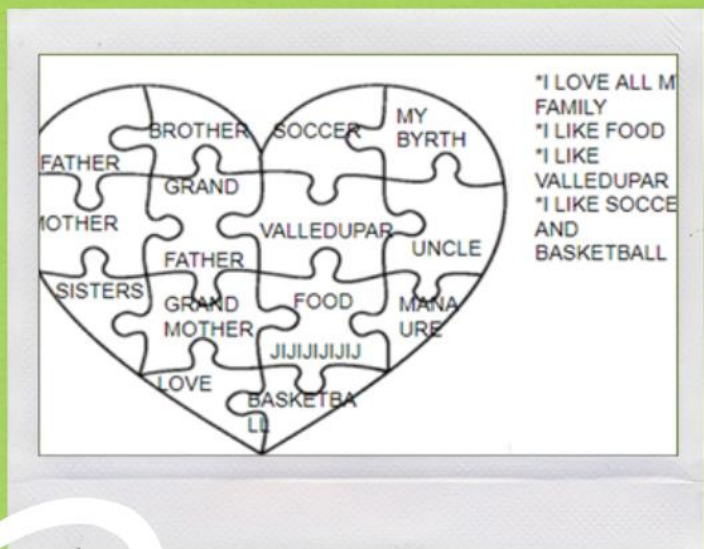 BROTHER
SOCCER
MY
BYRTH
FATHER
GRAND
MOTHER
VALLEDUPAR
UNCLE
FATHER
SISTERS
GRAND
MOTHER
FOOD
MANA
URE
JIJIJIJIJIJ
LOVE
BASKETBA
LL
*I LOVE ALL M
FAMILY
*I LIKE FOOD
*I LIKE
VALLEDUPAR
*I LIKE SOCCE
AND
BASKETBALL